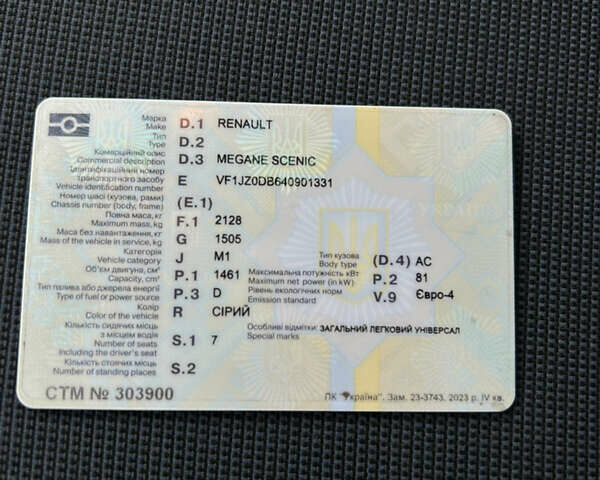 Марка
Make D.1 RENAULT
Тип
Type D.2
Комерційний опис
Commercial description D.3 MEGANE SCENIC
Ідентифікаційний номер
транспортного засобу E VF1JZ0DB640901331
Vehicle identification number
Номер шасі (кузова, рами) (E.1)
Chassis number (body, frame)
Повна маса, кг F.1 2128
Maximum mass, kg
Маса без навантаження, кг G 1505
Mass of the vehicle in service, kg
Категорія J M1 Тип кузова (D.4) AC
Vehicle category Body type
Об'єм двигуна, см³ P.1 1461 Максимальна потужність кВт P.2 81
Capacity, cm³ Maximum net power (in kW)
Тип палива або джерела енергії P.3 D Рівень екологічних норм V.9 Євро-4
Type of fuel or power source Emission standard
Колір R СІРИЙ
Color of the vehicle
Кількість сидячих місць Особливі відмітки: ЗАГАЛЬНИЙ ЛЕГКОВИЙ УНІВЕРСАЛ
з місцем водія S.1 7 Special marks
Number of seats
Including the driver's seat
Кількість стоячих місць S.2
Number of standing places
СТМ № 303900 ПК "Україна". Зам. 23-3743, 2023 р. IV кв.